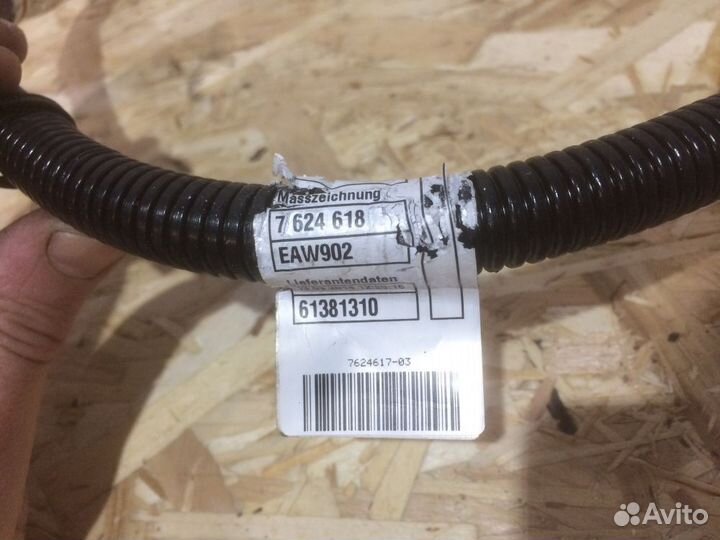 Masszeichnung
7 624 618
EAW902
Lieferantendaten
61381310
7624617-03
Avito